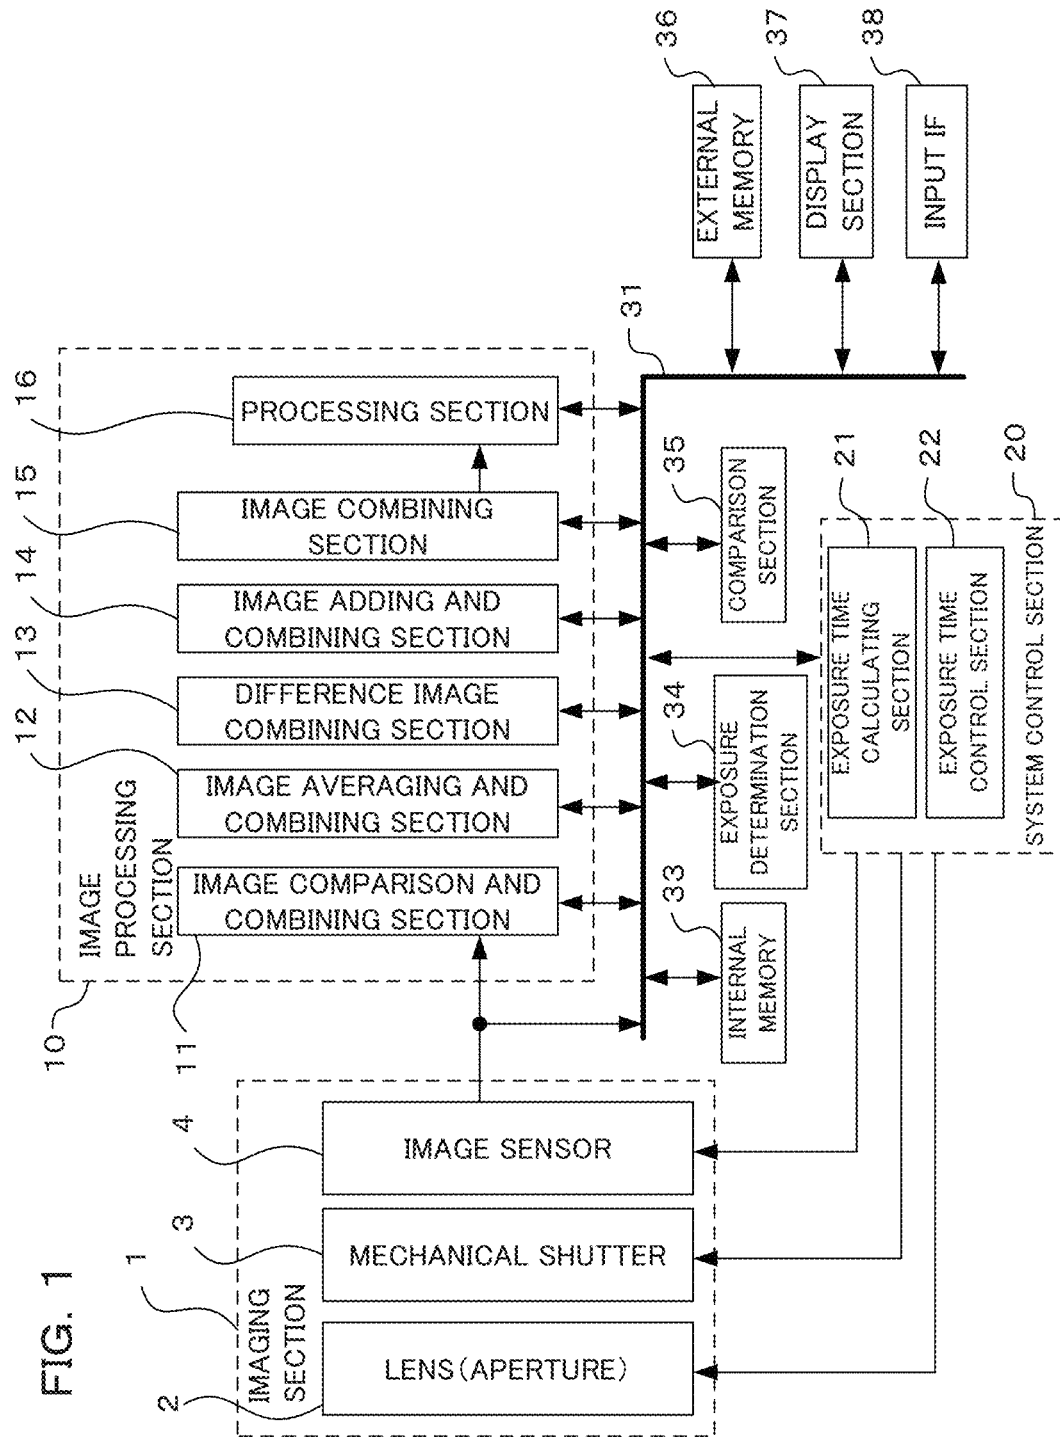 FIG. 1
1
IMAGING
SECTION
2
LENS(APERTURE)
3
MECHANICAL SHUTTER
4
IMAGE SENSOR
10
IMAGE
PROCESSING
SECTION
11
IMAGE COMPARISON AND
COMBINING SECTION
12
IMAGE AVERAGING AND
COMBINING SECTION
13
DIFFERENCE IMAGE
COMBINING SECTION
14
IMAGE ADDING AND
COMBINING SECTION
15
IMAGE COMBINING
SECTION
16
PROCESSING SECTION
31
33
INTERNAL
MEMORY
34
EXPOSURE
DETERMINATION
SECTION
35
COMPARISON
SECTION
20
SYSTEM CONTROL SECTION
21
EXPOSURE TIME
CALCULATING
SECTION
22
EXPOSURE TIME
CONTROL SECTION
36
EXTERNAL
MEMORY
37
DISPLAY
SECTION
38
INPUT IF